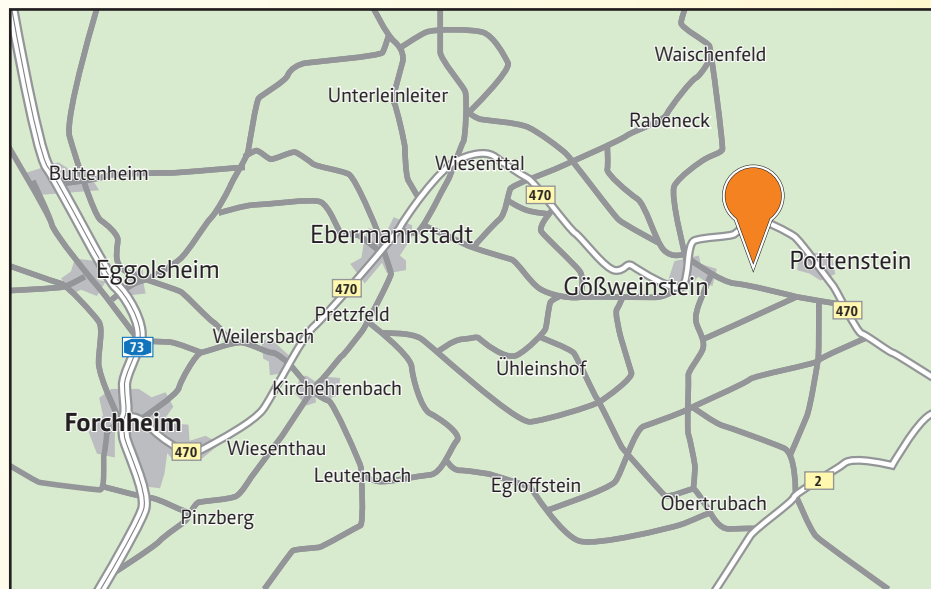 Waischenfeld
Unterleinleiter
Rabeneck
Wiesenttal
Buttenheim
470
Ebermannstadt
Pottenstein
Eggolsheim
Gößweinstein
470
470
Pretzfeld
Weilersbach
73
Ühleinshof
Kirchehrenbach
Forchheim
470
Wiesenthau
Leutenbach
2
Egloffstein
Obertrubach
Pinzberg